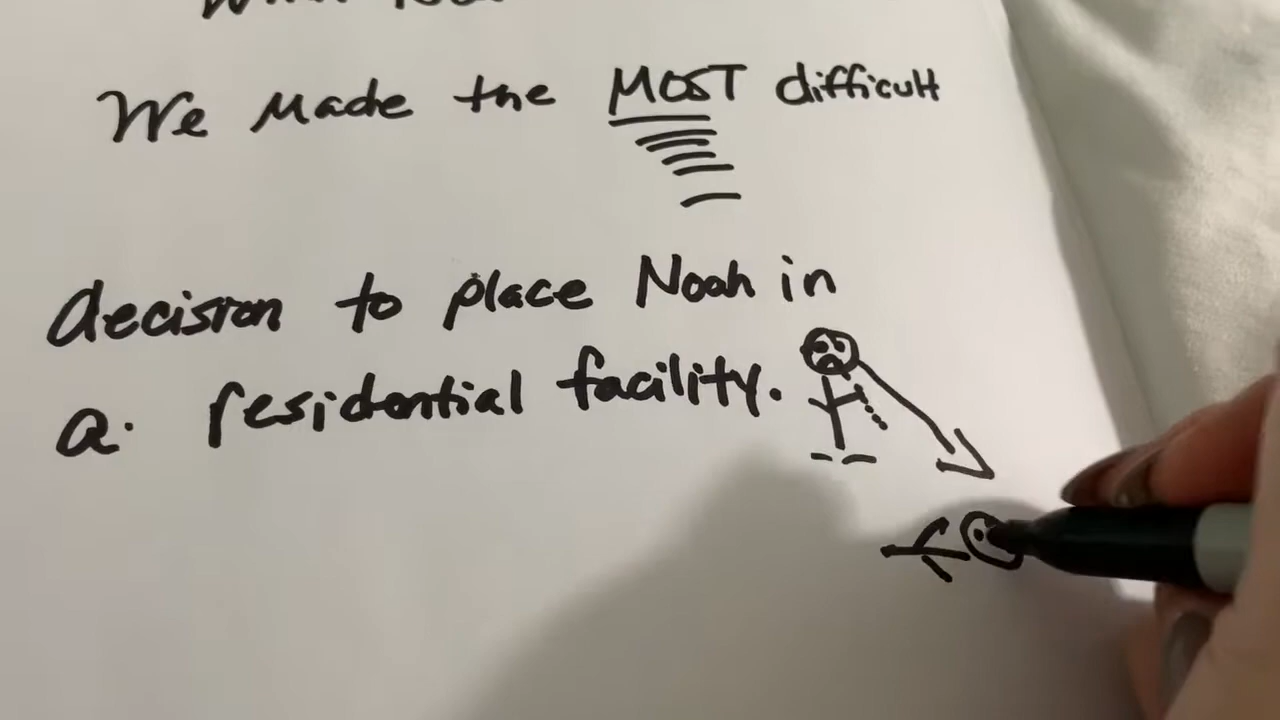 We made the MOST difficult
decision to place Noah in
a residential facility.